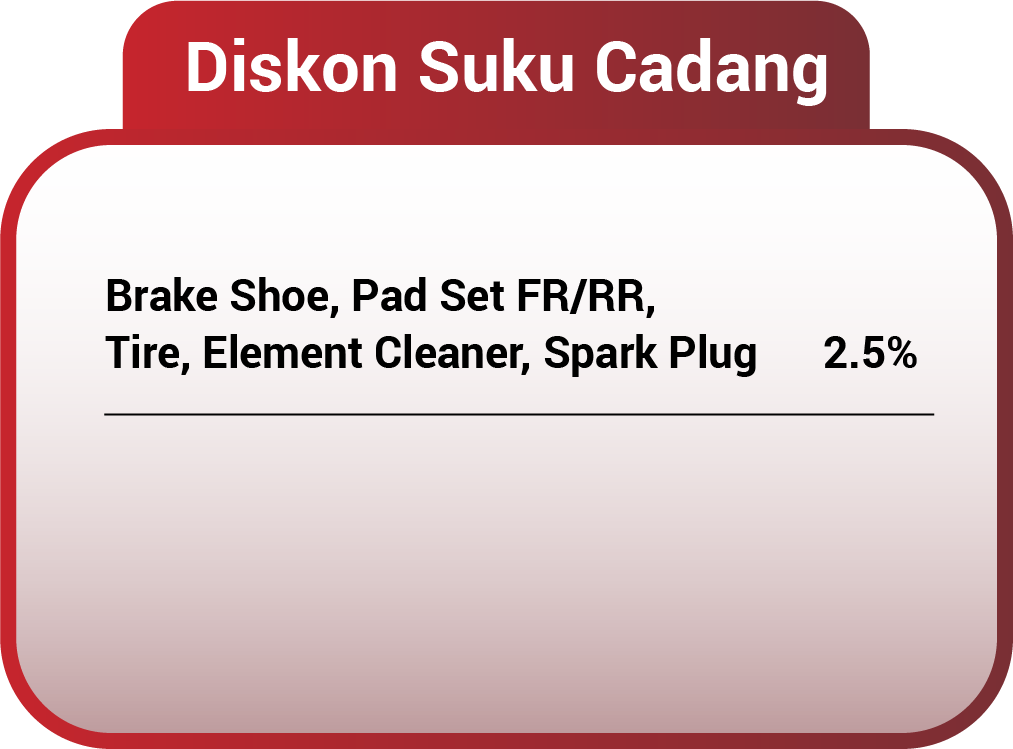 Diskon Suku Cadang
Brake Shoe, Pad Set FR/RR,
Tire, Element Cleaner, Spark Plug 2.5%